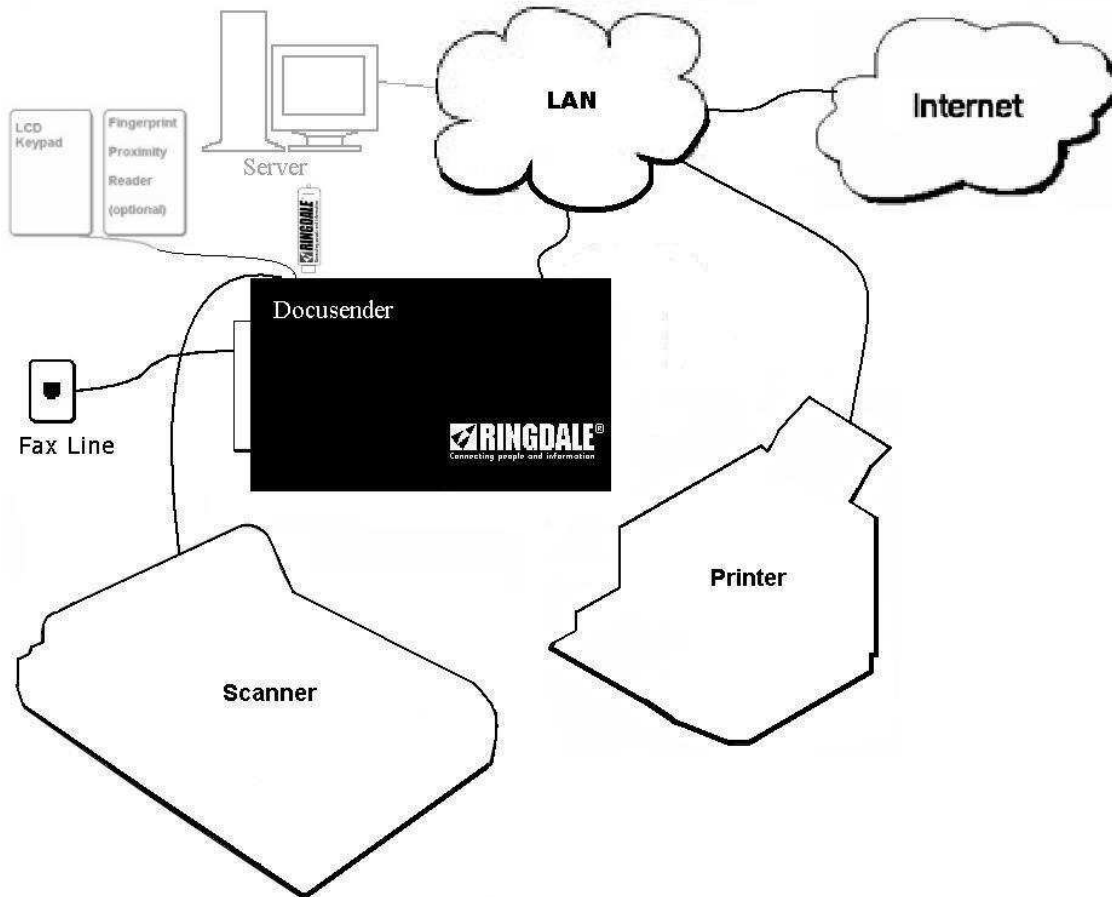 LAN
Internet
LCD
Keypad
Fingerprint
Proximity
Reader
(optional)
Server
RINGDALE
Docusender
Fax Line
RINGDALE®
Connecting people and information
Printer
Scanner